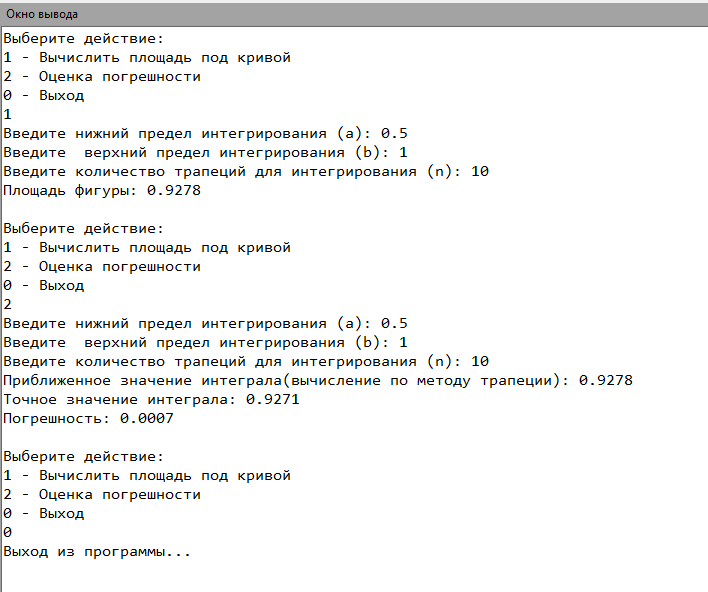 Окно вывода
Выберите действие:
1 - Вычислить площадь под кривой
2 - Оценка погрешности
0 - Выход
1
Введите нижний предел интегрирования (a): 0.5
Введите  верхний предел интегрирования (b): 1
Введите количество трапеций для интегрирования (n): 10
Площадь фигуры: 0.9278

Выберите действие:
1 - Вычислить площадь под кривой
2 - Оценка погрешности
0 - Выход
2
Введите нижний предел интегрирования (a): 0.5
Введите  верхний предел интегрирования (b): 1
Введите количество трапеций для интегрирования (n): 10
Приближенное значение интеграла(вычисление по методу трапеции): 0.9278
Точное значение интеграла: 0.9271
Погрешность: 0.0007

Выберите действие:
1 - Вычислить площадь под кривой
2 - Оценка погрешности
0 - Выход
0
Выход из программы...